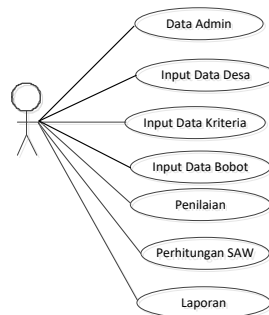 Data Admin
Input Data Desa
Input Data Kriteria
Input Data Bobot
Penilaian
Perhitungan SAW
Laporan